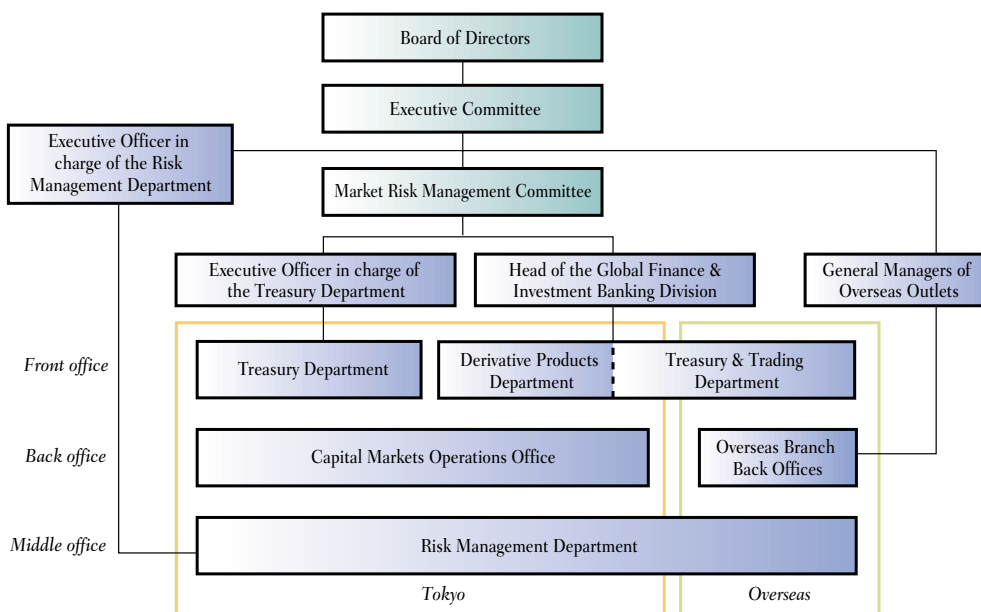 Board of Directors
Executive Committee
Executive Officer in
charge of the Risk
Management Department
Market Risk Management Committee
Executive Officer in charge of
the Treasury Department
Head of the Global Finance &
Investment Banking Division
General Managers of
Overseas Outlets
Front office
Treasury Department
Derivative Products
Department
Treasury & Trading
Department
Back office
Capital Markets Operations Office
Overseas Branch
Back Offices
Middle office
Risk Management Department
Tokyo
Overseas